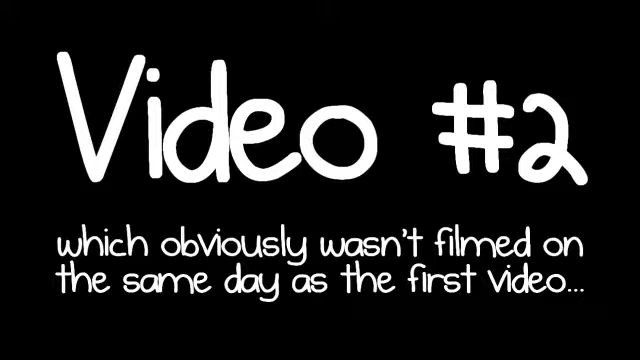 Video #2
which obviously wasn't filmed on
the same day as the first video...